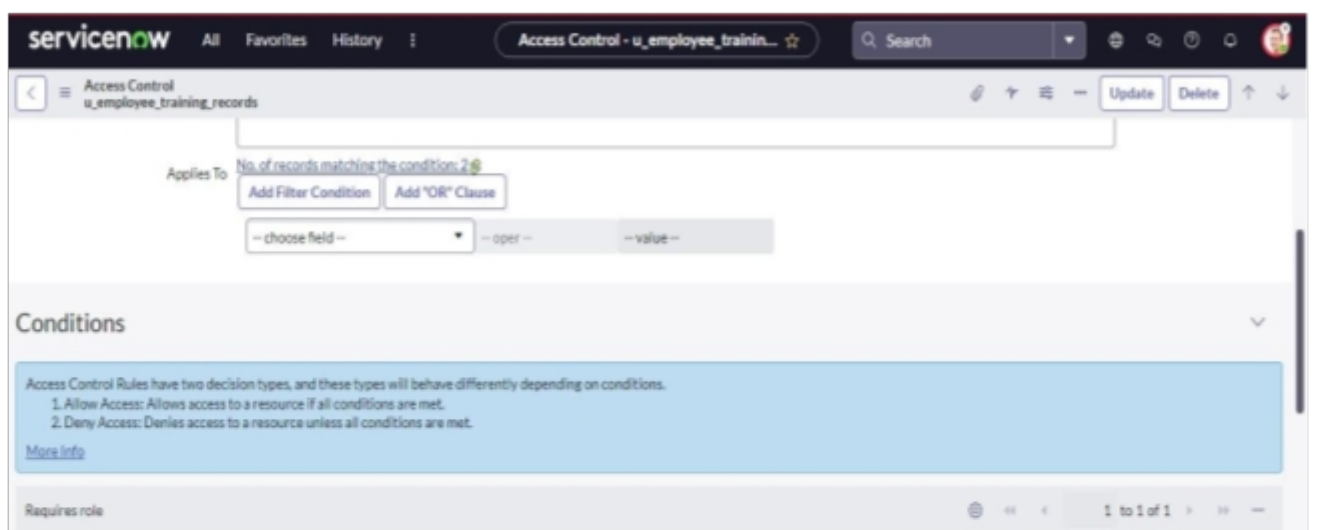 servicenow All Favorites History Access Control - u_employee_trainin... Search
Access Control
u_employee_training_records
Update Delete
No. of records matching the condition: 2
Applies To
Add Filter Condition Add "OR" Clause
-- choose field -- -- oper -- -- value --
Conditions
Access Control Rules have two decision types, and these types will behave differently depending on conditions.
1. Allow Access: Allows access to a resource if all conditions are met.
2. Deny Access: Denies access to a resource unless all conditions are met.
More Info
Requires role 1 to 1 of 1